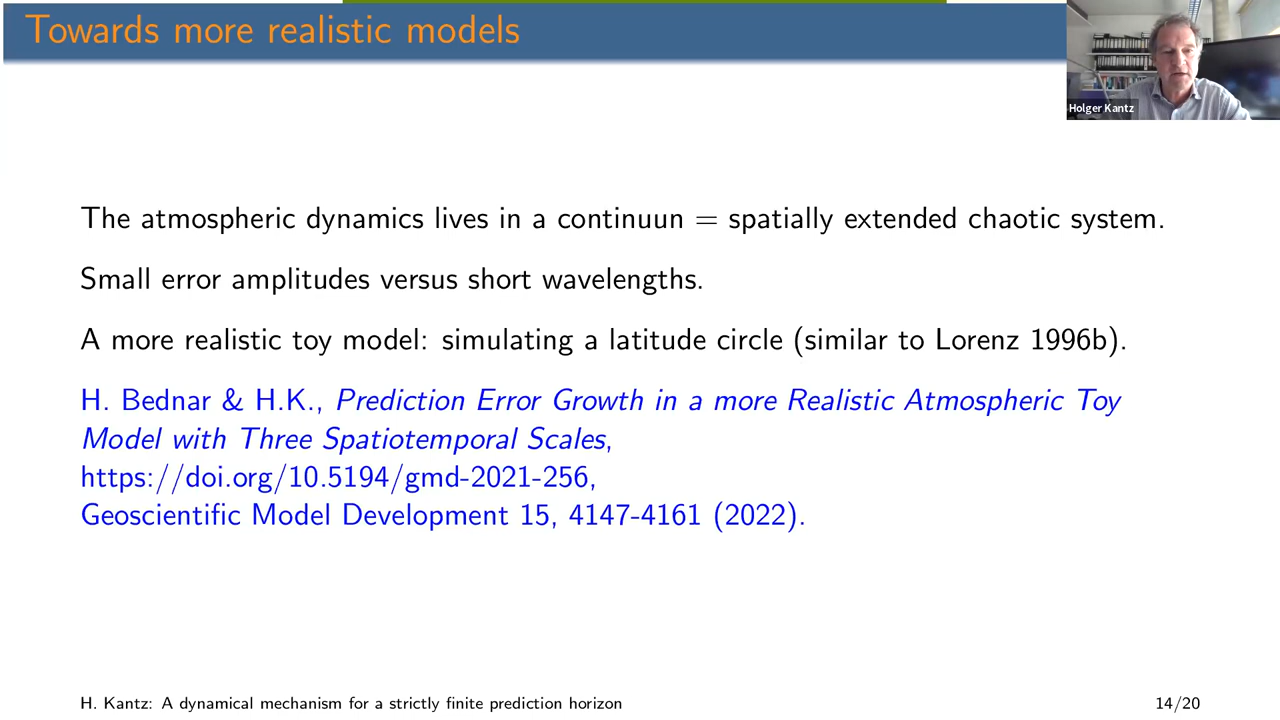 Towards more realistic models
Holger Kantz
The atmospheric dynamics lives in a continuun = spatially extended chaotic system.
Small error amplitudes versus short wavelengths.
A more realistic toy model: simulating a latitude circle (similar to Lorenz 1996b).
H. Bednar & H.K., Prediction Error Growth in a more Realistic Atmospheric Toy
Model with Three Spatiotemporal Scales,
https://doi.org/10.5194/gmd-2021-256,
Geoscientific Model Development 15, 4147-4161 (2022).
H. Kantz: A dynamical mechanism for a strictly finite prediction horizon
14/20